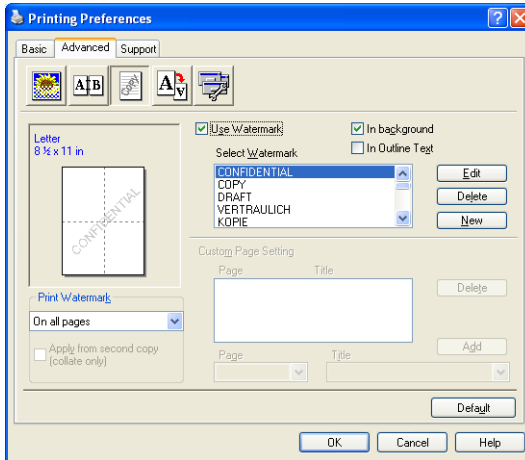 Printing Preferences
Basic Advanced Support
A B CONF A V
Letter
8 ½ x 11 in
CONFIDENTIAL
Print Watermark
On all pages
Apply from second copy
(collate only)
Use Watermark
In background
In Outline Text
Select Watermark
CONFIDENTIAL
COPY
DRAFT
VERTRAULICH
KOPIE
Edit
Delete
New
Custom Page Setting
Page Title
Delete
Add
Page Title
Default
OK Cancel Help